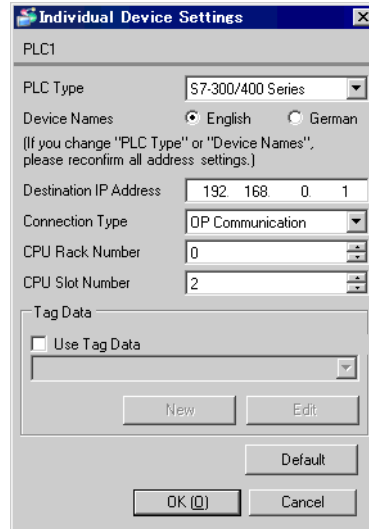 Individual Device Settings
PLC1
PLC Type S7-300/400 Series
Device Names English German
(If you change "PLC Type" or "Device Names",
please reconfirm all address settings.)
Destination IP Address 192. 168. 0. 1
Connection Type OP Communication
CPU Rack Number 0
CPU Slot Number 2
Tag Data
Use Tag Data
New Edit
Default
OK (O) Cancel